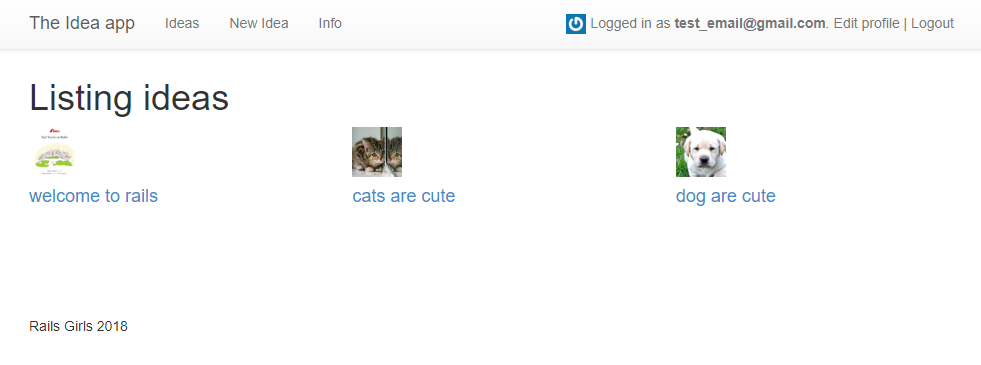 The Idea app Ideas New Idea Info Logged in as test_email@gmail.com. Edit profile | Logout
Listing ideas
welcome to rails cats are cute dog are cute
Rails Girls 2018